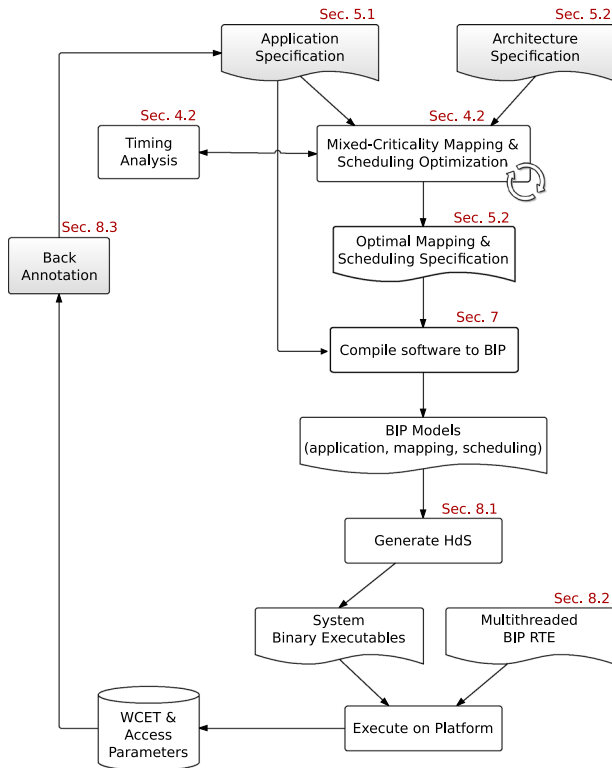 Sec. 5.1
Application
Specification
Sec. 5.2
Architecture
Specification
Sec. 4.2
Timing
Analysis
Sec. 4.2
Mixed-Criticality Mapping &
Scheduling Optimization
Sec. 5.2
Optimal Mapping &
Scheduling Specification
Sec. 8.3
Back
Annotation
Sec. 7
Compile software to BIP
BIP Models
(application, mapping, scheduling)
Sec. 8.1
Generate HdS
System
Binary Executables
Sec. 8.2
Multithreaded
BIP RTE
WCET &
Access
Parameters
Execute on Platform